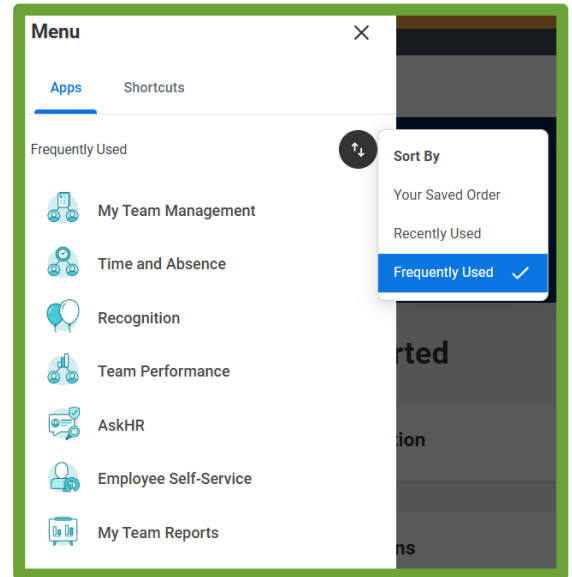 Menu
Apps
Shortcuts
Frequently Used
Sort By
Your Saved Order
Recently Used
Frequently Used
My Team Management
Time and Absence
Recognition
Team Performance
AskHR
Employee Self-Service
My Team Reports
rted
ion
ns